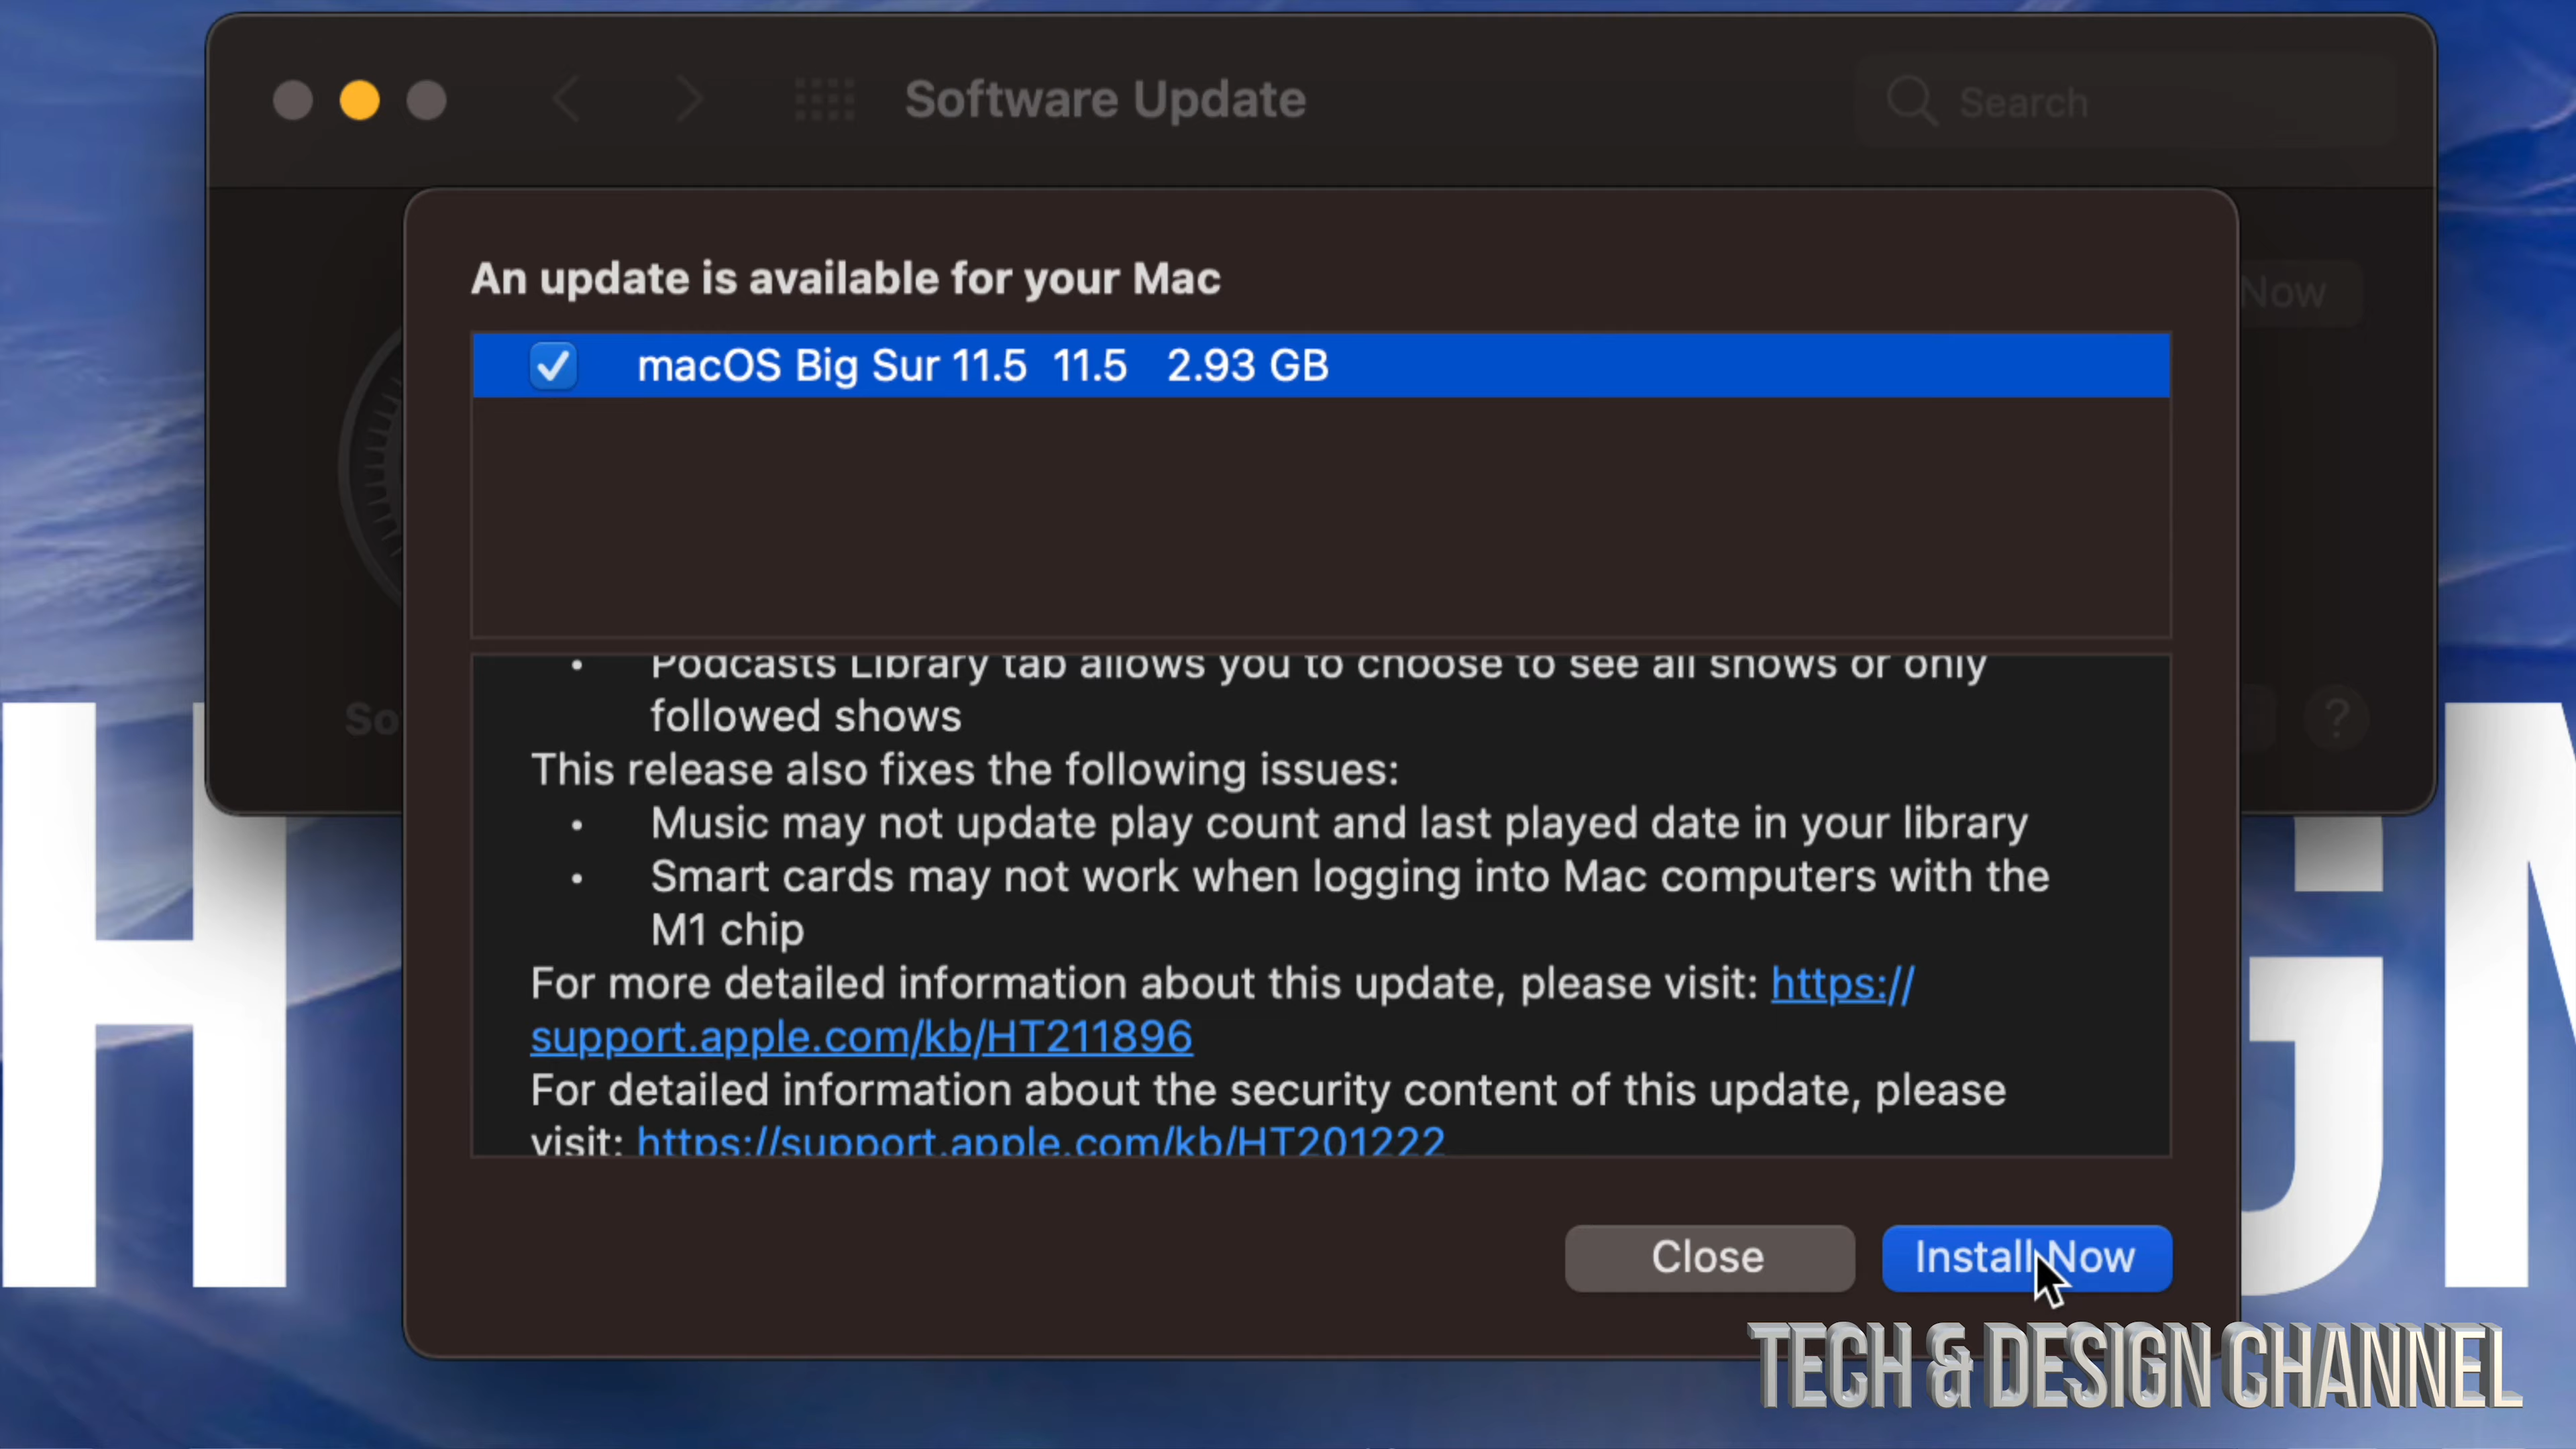 Software Update
Search
An update is available for your Mac
Now
macOS Big Sur 11.5 11.5 2.93 GB
• Podcasts Library tab allows you to choose to see all shows or only
followed shows
So
?
This release also fixes the following issues:
• Music may not update play count and last played date in your library
• Smart cards may not work when logging into Mac computers with the
M1 chip
For more detailed information about this update, please visit: https://
support.apple.com/kb/HT211896
For detailed information about the security content of this update, please
visit: https://support.apple.com/kb/HT201222
Close
Install Now
TECH & DESIGN CHANNEL